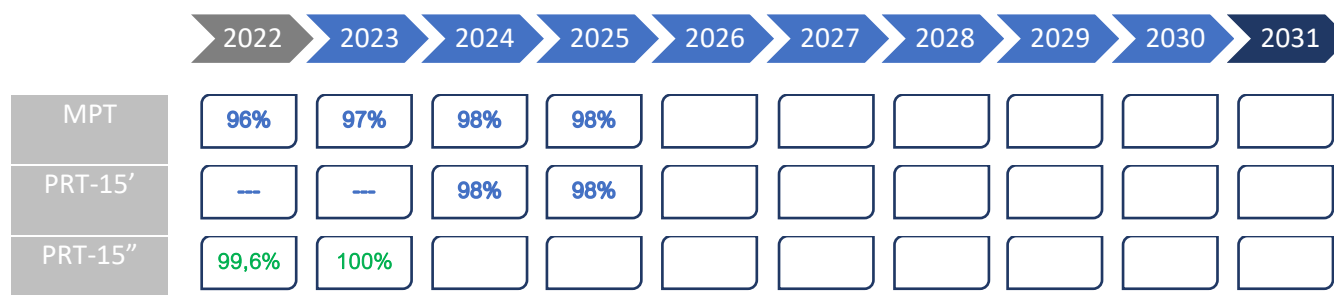 2022 2023 2024 2025 2026 2027 2028 2029 2030 2031
MPT 96% 97% 98% 98%
PRT-15’ --- --- 98% 98%
PRT-15” 99,6% 100%